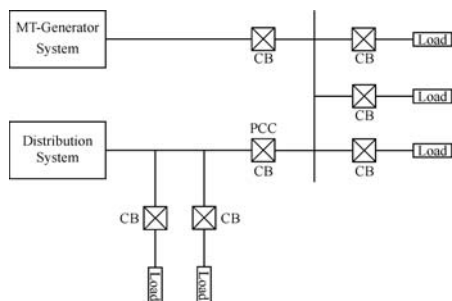 MT-Generator
System
CB
CB
Load
CB
Load
Distribution
System
PCC
CB
CB
Load
CB
CB
Load
Load